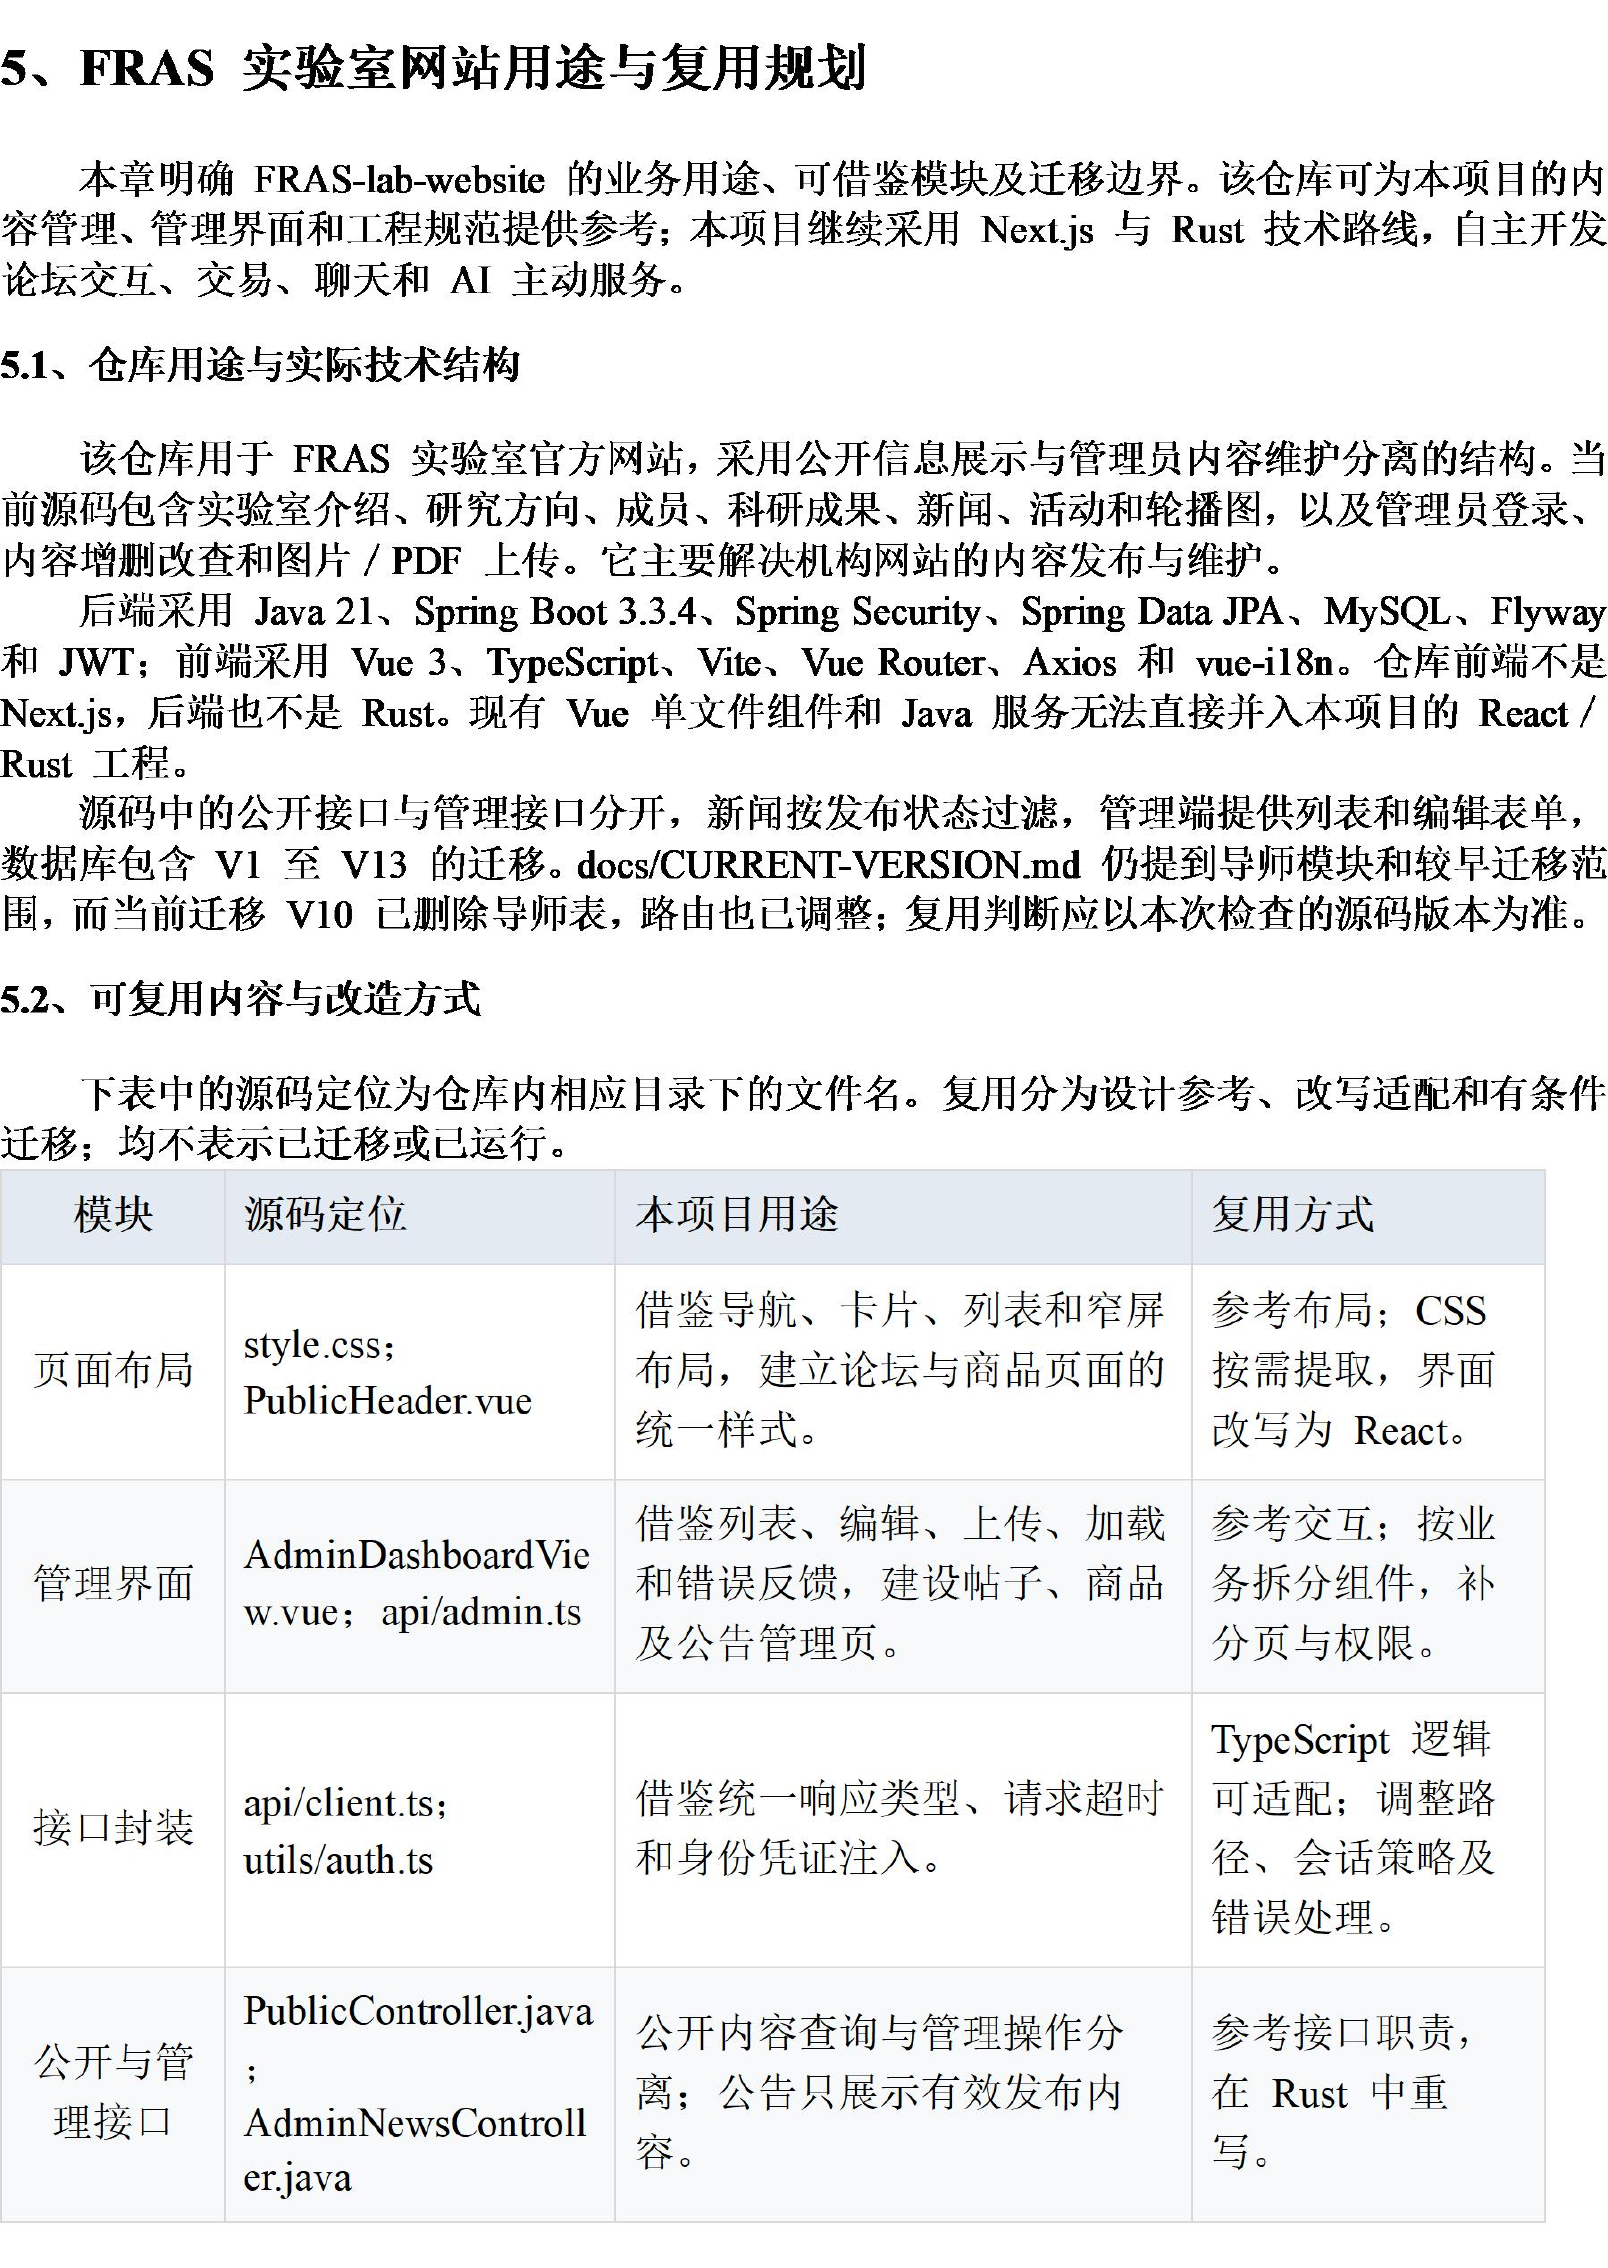 5、FRAS 实验室网站用途与复用规划
本章明确 FRAS-lab-website 的业务用途、可借鉴模块及迁移边界。该仓库可为本项目的内
容管理、管理界面和工程规范提供参考；本项目继续采用 Next.js 与 Rust 技术路线，自主开发
论坛交互、交易、聊天和 AI 主动服务。
5.1、仓库用途与实际技术结构
该仓库用于 FRAS 实验室官方网站，采用公开信息展示与管理员内容维护分离的结构。当
前源码包含实验室介绍、研究方向、成员、科研成果、新闻、活动和轮播图，以及管理员登录、
内容增删改查和图片 / PDF 上传。它主要解决机构网站的内容发布与维护。
后端采用 Java 21、Spring Boot 3.3.4、Spring Security、Spring Data JPA、MySQL、Flyway
和 JWT；前端采用 Vue 3、TypeScript、Vite、Vue Router、Axios 和 vue-i18n。仓库前端不是
Next.js，后端也不是 Rust。现有 Vue 单文件组件和 Java 服务无法直接并入本项目的 React /
Rust 工程。
源码中的公开接口与管理接口分开，新闻按发布状态过滤，管理端提供列表和编辑表单，
数据库包含 V1 至 V13 的迁移。docs/CURRENT-VERSION.md 仍提到导师模块和较早迁移范
围，而当前迁移 V10 已删除导师表，路由也已调整；复用判断应以本次检查的源码版本为准。
5.2、可复用内容与改造方式
下表中的源码定位为仓库内相应目录下的文件名。复用分为设计参考、改写适配和有条件
迁移；均不表示已迁移或已运行。
模块 源码定位 本项目用途 复用方式
页面布局
style.css；
PublicHeader.vue
借鉴导航、卡片、列表和窄屏
布局，建立论坛与商品页面的
统一样式。
参考布局；CSS
按需提取，界面
改写为 React。
管理界面
AdminDashboardVie
w.vue；api/admin.ts
借鉴列表、编辑、上传、加载
和错误反馈，建设帖子、商品
及公告管理页。
参考交互；按业
务拆分组件，补
分页与权限。
接口封装
api/client.ts；
utils/auth.ts
借鉴统一响应类型、请求超时
和身份凭证注入。
TypeScript 逻辑
可适配；调整路
径、会话策略及
错误处理。
公开与管
理接口
PublicController.java
；
AdminNewsControll
er.java
公开内容查询与管理操作分
离；公告只展示有效发布内
容。
参考接口职责，
在 Rust 中重
写。